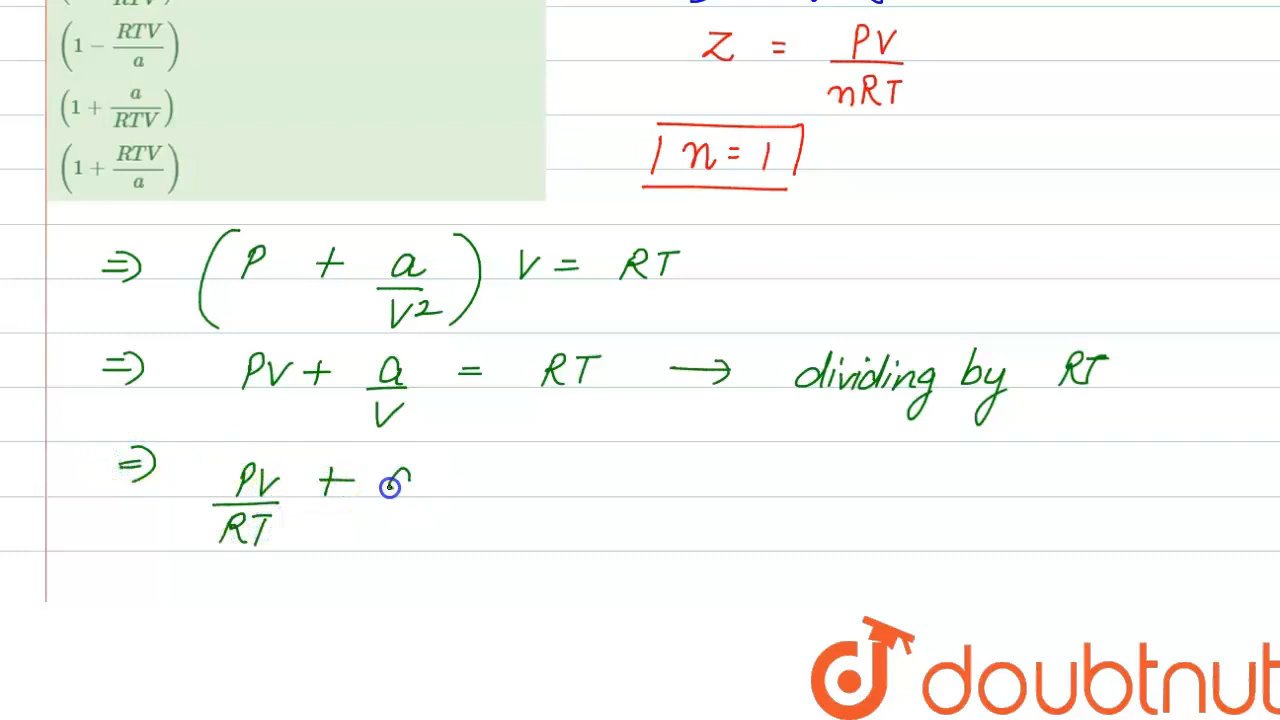 (1 − RTV/a)
Z = PV/nRT
(1 + a/RTV)
n = 1
(1 + RTV/a)
⇒ (P + a/V²) V = RT
⇒ PV + a/V = RT → dividing by RT
⇒ PV/RT +
doubtnut